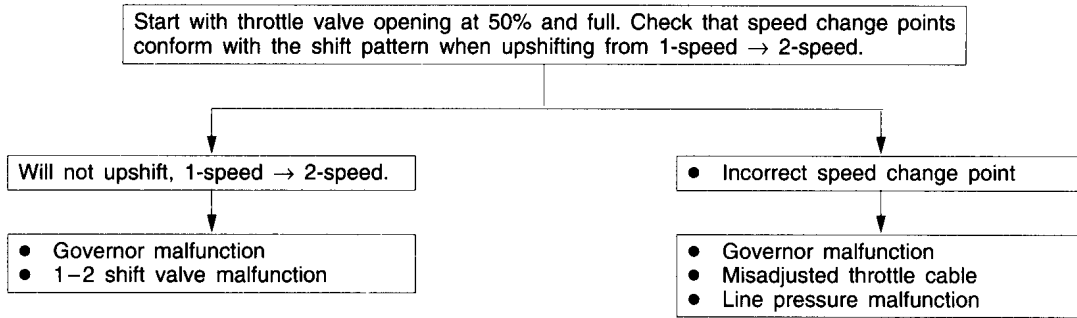 Start with throttle valve opening at 50% and full. Check that speed change points
conform with the shift pattern when upshifting from 1-speed → 2-speed.
Will not upshift, 1-speed → 2-speed.
● Incorrect speed change point
● Governor malfunction
● 1–2 shift valve malfunction
● Governor malfunction
● Misadjusted throttle cable
● Line pressure malfunction